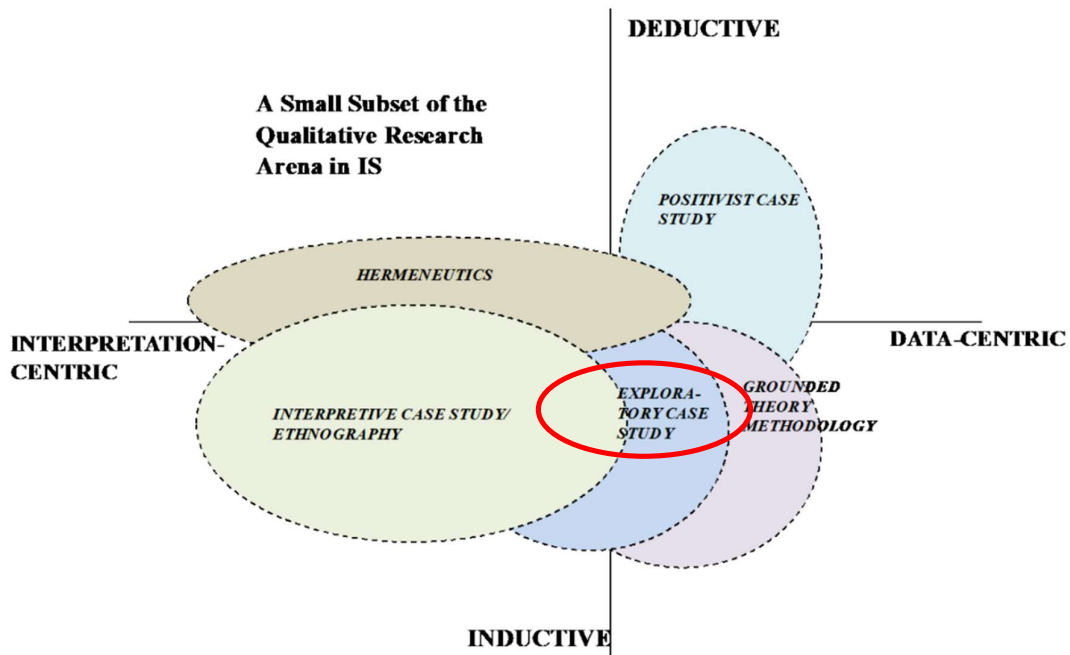 DEDUCTIVE
A Small Subset of the
Qualitative Research
Arena in IS
POSITIVIST CASE
STUDY
HERMENEUTICS
INTERPRETATION-
CENTRIC
DATA-CENTRIC
INTERPRETIVE CASE STUDY/
ETHNOGRAPHY
EXPLORA-
TORY CASE
STUDY
GROUNDED
THEORY
METHODOLOGY
INDUCTIVE